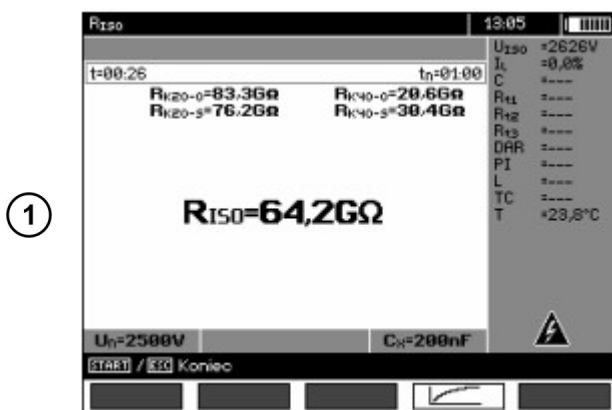 RISO 13:05
UISO =2626V
IL =0,0%
t=00:26 tn=01:00
C =---
RK20-O=83,3GΩ RK40-O=20,6GΩ
Rt1 =---
RK20-S=76,2GΩ RK40-S=30,4GΩ
Rt2 =---
Rt3 =---
DAR =---
PI =---
L =---
TC =---
1 RISO=64,2GΩ
T =23,8°C
Un=2500V CX=200nF
START / ESC Koniec